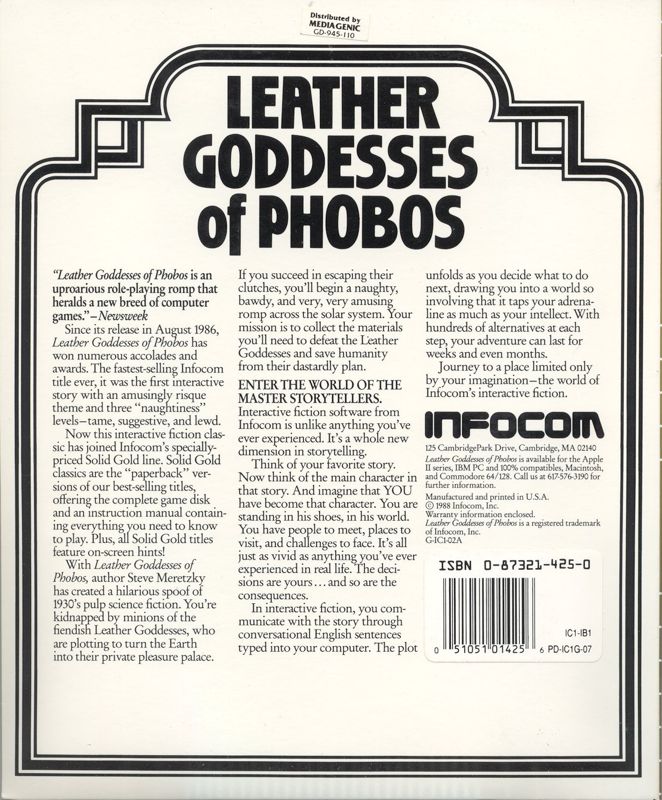 Distributed by
MEDIAGENIC
GD-945-110
LEATHER
GODDESSES
of PHOBOS
"Leather Goddesses of Phobos is an
uproarious role-playing romp that
heralds a new breed of computer
games."–Newsweek
Since its release in August 1986,
Leather Goddesses of Phobos has
won numerous accolades and
awards. The fastest-selling Infocom
title ever, it was the first interactive
story with an amusingly risque
theme and three "naughtiness"
levels–tame, suggestive, and lewd.
Now this interactive fiction clas-
sic has joined Infocom's specially-
priced Solid Gold line. Solid Gold
classics are the "paperback" ver-
sions of our best-selling titles,
offering the complete game disk
and an instruction manual contain-
ing everything you need to know
to play. Plus, all Solid Gold titles
feature on-screen hints!
With Leather Goddesses of
Phobos, author Steve Meretzky
has created a hilarious spoof of
1930's pulp science fiction. You're
kidnapped by minions of the
fiendish Leather Goddesses, who
are plotting to turn the Earth
into their private pleasure palace.
If you succeed in escaping their
clutches, you'll begin a naughty,
bawdy, and very, very amusing
romp across the solar system. Your
mission is to collect the materials
you'll need to defeat the Leather
Goddesses and save humanity
from their dastardly plan.
ENTER THE WORLD OF THE
MASTER STORYTELLERS.
Interactive fiction software from
Infocom is unlike anything you've
ever experienced. It's a whole new
dimension in storytelling.
Think of your favorite story.
Now think of the main character in
that story. And imagine that YOU
have become that character. You are
standing in his shoes, in his world.
You have people to meet, places to
visit, and challenges to face. It's all
just as vivid as anything you've ever
experienced in real life. The deci-
sions are yours...and so are the
consequences.
In interactive fiction, you com-
municate with the story through
conversational English sentences
typed into your computer. The plot
unfolds as you decide what to do
next, drawing you into a world so
involving that it taps your adrena-
line as much as your intellect. With
hundreds of alternatives at each
step, your adventure can last for
weeks and even months.
Journey to a place limited only
by your imagination–the world of
Infocom's interactive fiction.
INFOCOM
125 CambridgePark Drive, Cambridge, MA 02140
Leather Goddesses of Phobos is available for the Apple
II series, IBM PC and 100% compatibles, Macintosh,
and Commodore 64/128. Call us at 617-576-3190 for
further information.
Manufactured and printed in U.S.A.
© 1988 Infocom, Inc.
Warranty information enclosed.
Leather Goddesses of Phobos is a registered trademark
of Infocom, Inc.
G-IC1-02A
ISBN 0-87321-425-0
IC1-IB1
0 51051 01425 6 PD-IC1G-07